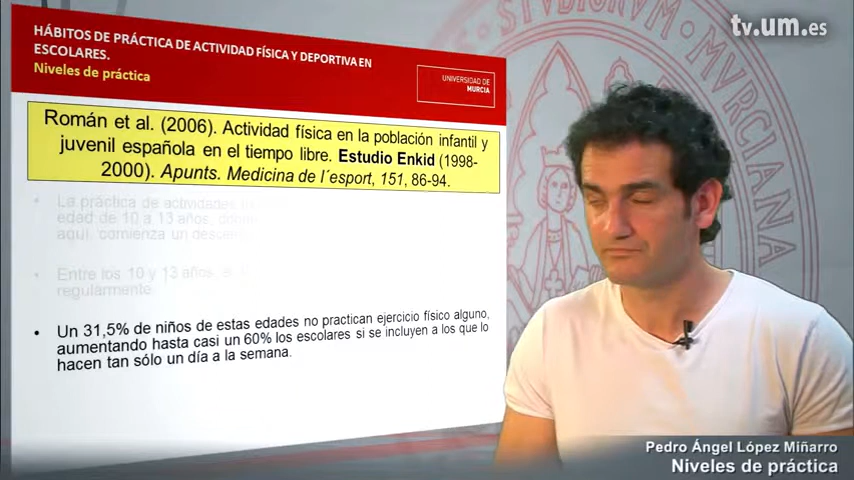 tv.um.es
HÁBITOS DE PRÁCTICA DE ACTIVIDAD FÍSICA Y DEPORTIVA EN
ESCOLARES.
Niveles de práctica
UNIVERSIDAD DE
MURCIA
Román et al. (2006). Actividad física en la población infantil y
juvenil española en el tiempo libre. Estudio Enkid (1998-
2000). Apunts. Medicina de l´esport, 151, 86-94.
• La práctica de actividades
edad de 10 a 13 años,
aquí, comienza un
• Entre los 10 y 13 años,
regularmente.
• Un 31,5% de niños de estas edades no practican ejercicio físico alguno,
aumentando hasta casi un 60% los escolares si se incluyen a los que lo
hacen tan sólo un día a la semana.
MVRCIANA
Pedro Ángel López Miñarro
Niveles de práctica